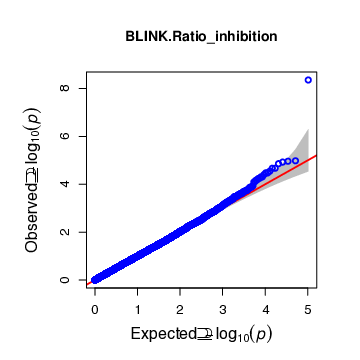 BLINK.Ratio_inhibition
Observed log₁₀(p)
8
6
4
2
0
0 1 2 3 4 5
Expected log₁₀(p)